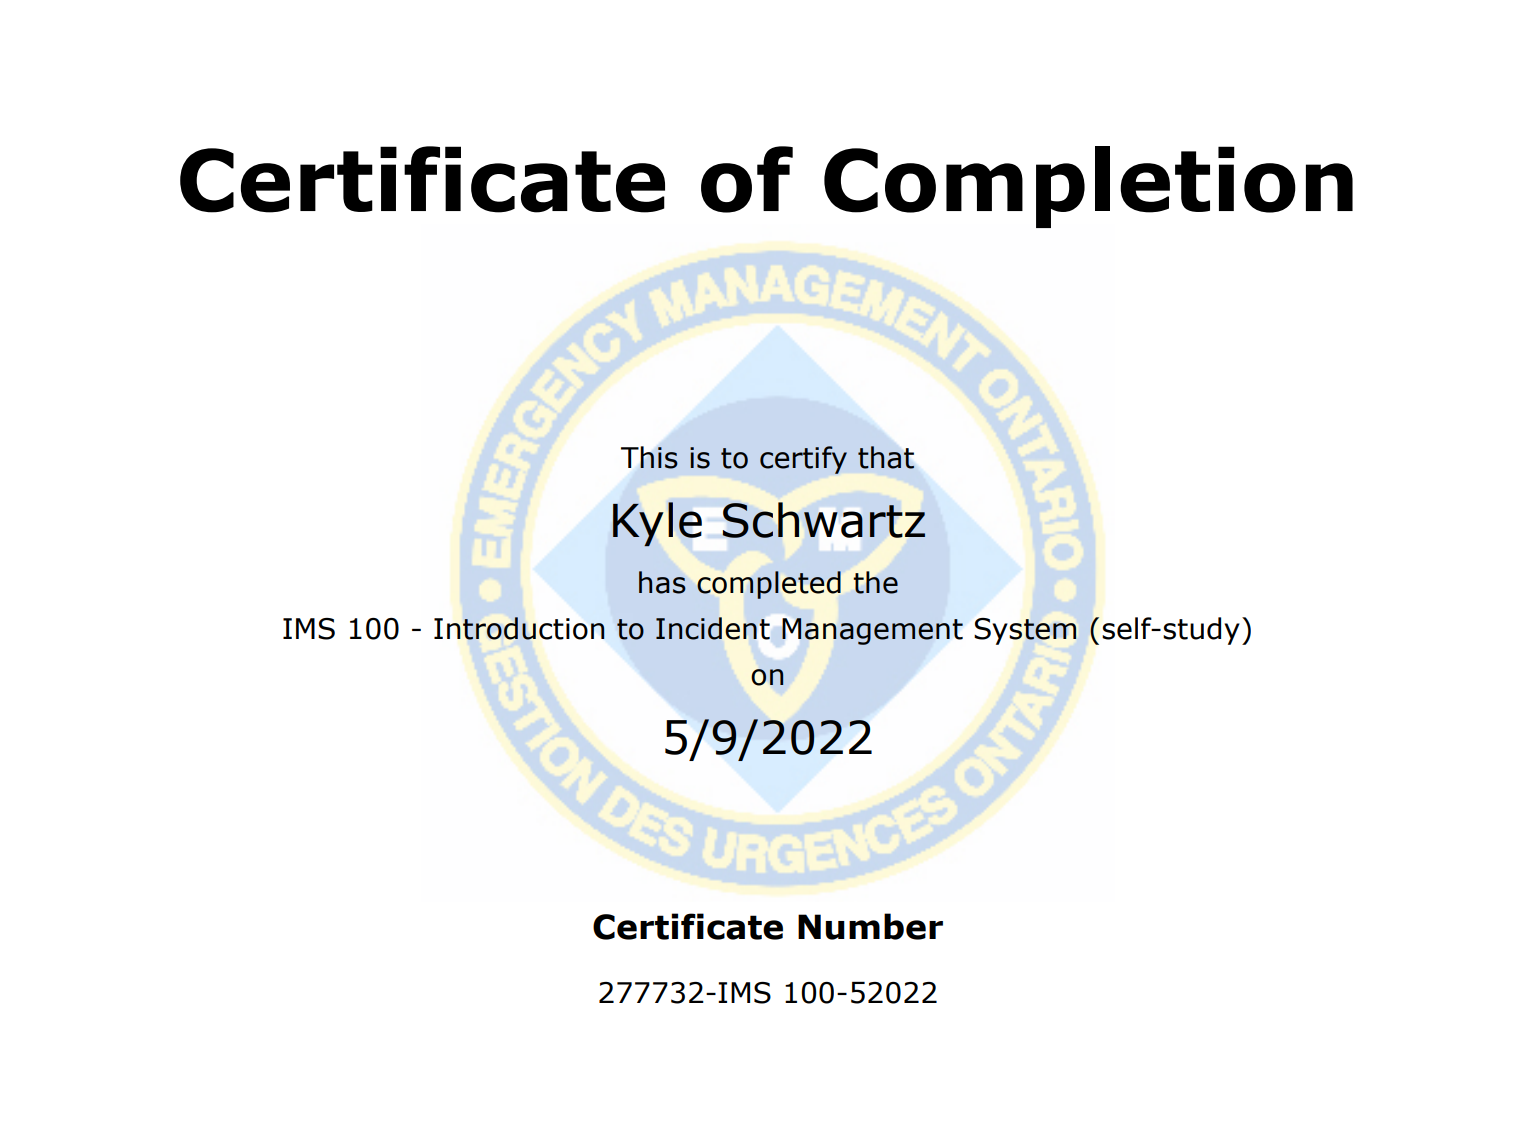 Certificate of Completion
EMERGENCY MANAGEMENT ONTARIO
This is to certify that
Kyle Schwartz
E M
has completed the
IMS 100 - Introduction to Incident Management System (self-study)
O
on
5/9/2022
• GESTION DES URGENCES ONTARIO •
Certificate Number
277732-IMS 100-52022